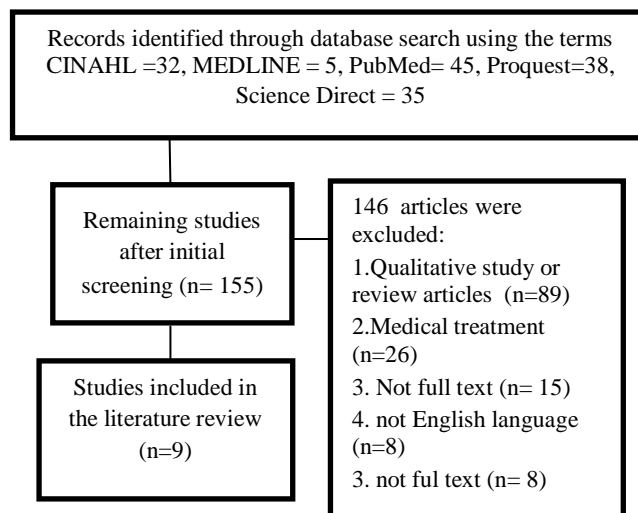 Records identified through database search using the terms
CINAHL =32, MEDLINE = 5, PubMed= 45, Proquest=38,
Science Direct = 35
Remaining studies
after initial
screening (n= 155)
146 articles were
excluded:
1.Qualitative study or
review articles (n=89)
2.Medical treatment
(n=26)
3. Not full text (n= 15)
4. not English language
(n=8)
3. not ful text (n= 8)
Studies included in
the literature review
(n=9)